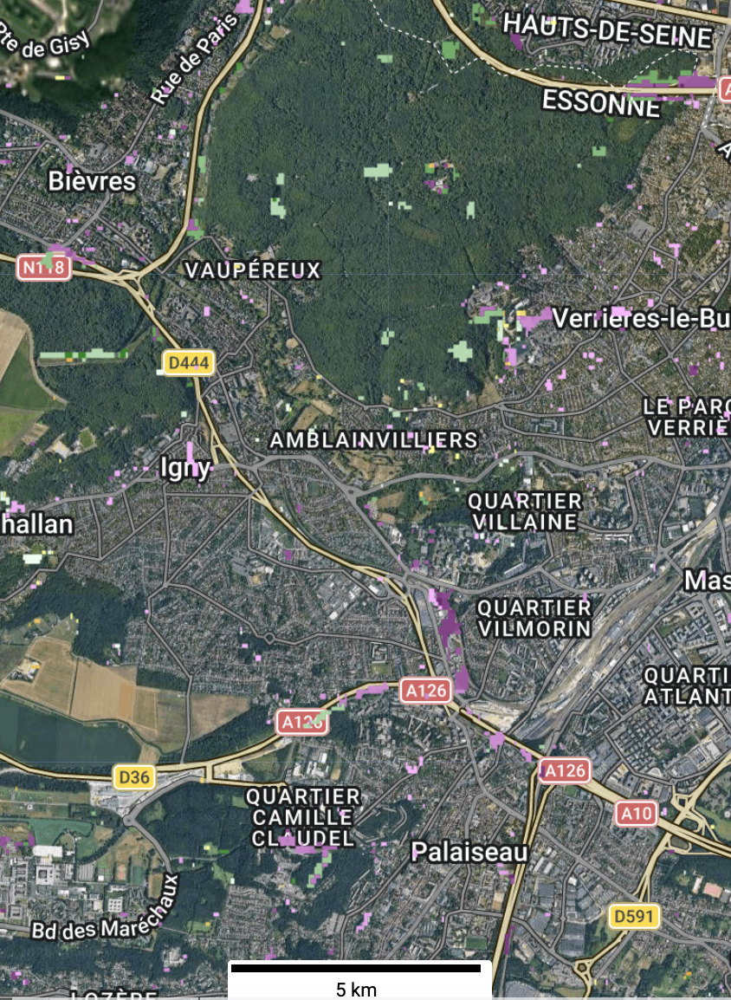 Pte de Gisy
Rue de Paris
HAUTS-DE-SEINE
ESSONNE
A
A
Bièvres
N118
VAUPÉREUX
Verrières-le-Bu
D444
LE PARC
VERRIÈ
AMBLAINVILLIERS
Igny
QUARTIER
VILLAINE
hallan
Mas
QUARTIER
VILMORIN
QUARTI
ATLANT
A126
A126
D36
A126
QUARTIER
CAMILLE
CLAUDEL
A10
Palaiseau
D591
Bd des Maréchaux
LOZÈRE
5 km